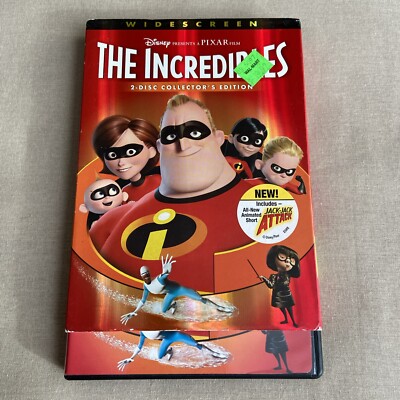 WIDESCREEN
DISNEY PRESENTS A PIXAR FILM
THE INCREDIBLES
2-DISC COLLECTOR'S EDITION
NEW!
Includes
All-New
Animated
Short
JACK-JACK
ATTACK
i